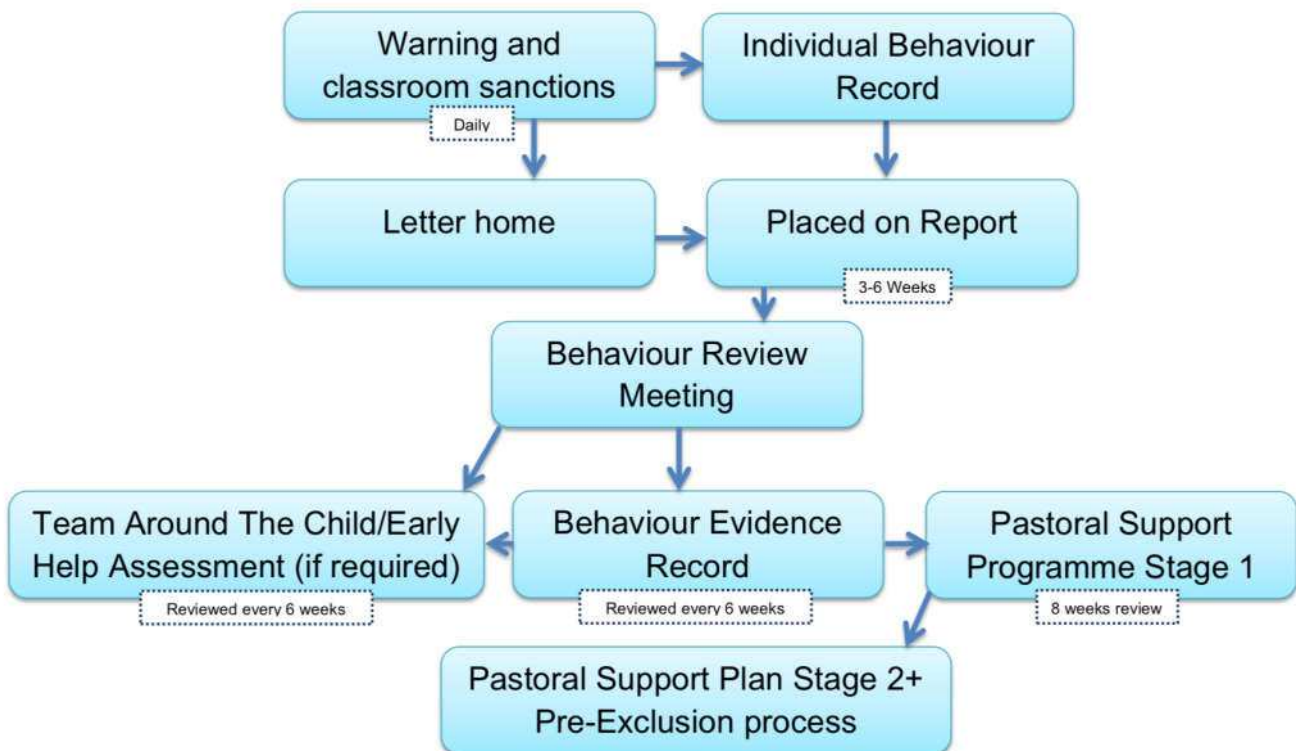 Warning and
classroom sanctions
Daily
Individual Behaviour
Record
Letter home
Placed on Report
3-6 Weeks
Behaviour Review
Meeting
Team Around The Child/Early
Help Assessment (if required)
Reviewed every 6 weeks
Behaviour Evidence
Record
Reviewed every 6 weeks
Pastoral Support
Programme Stage 1
8 weeks review
Pastoral Support Plan Stage 2+
Pre-Exclusion process